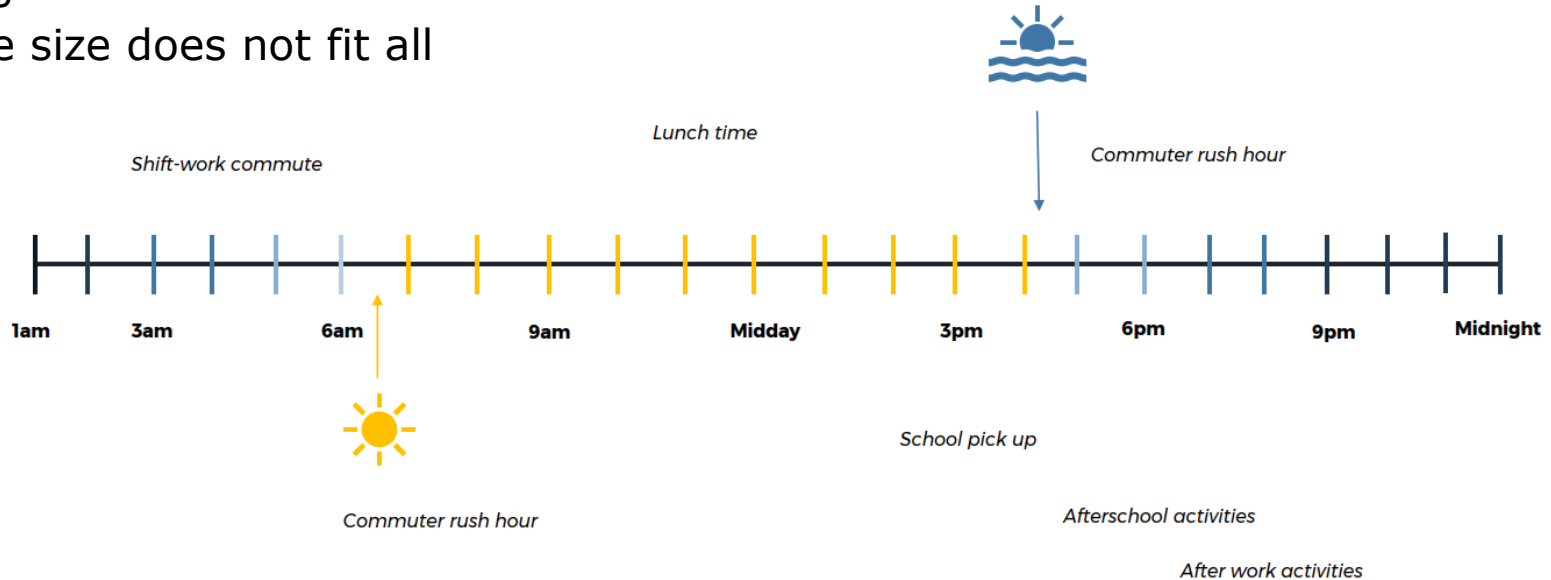 size does not fit all
Lunch time
Shift-work commute
Commuter rush hour
1am 3am 6am 9am Midday 3pm 6pm 9pm Midnight
School pick up
Commuter rush hour
Afterschool activities
After work activities